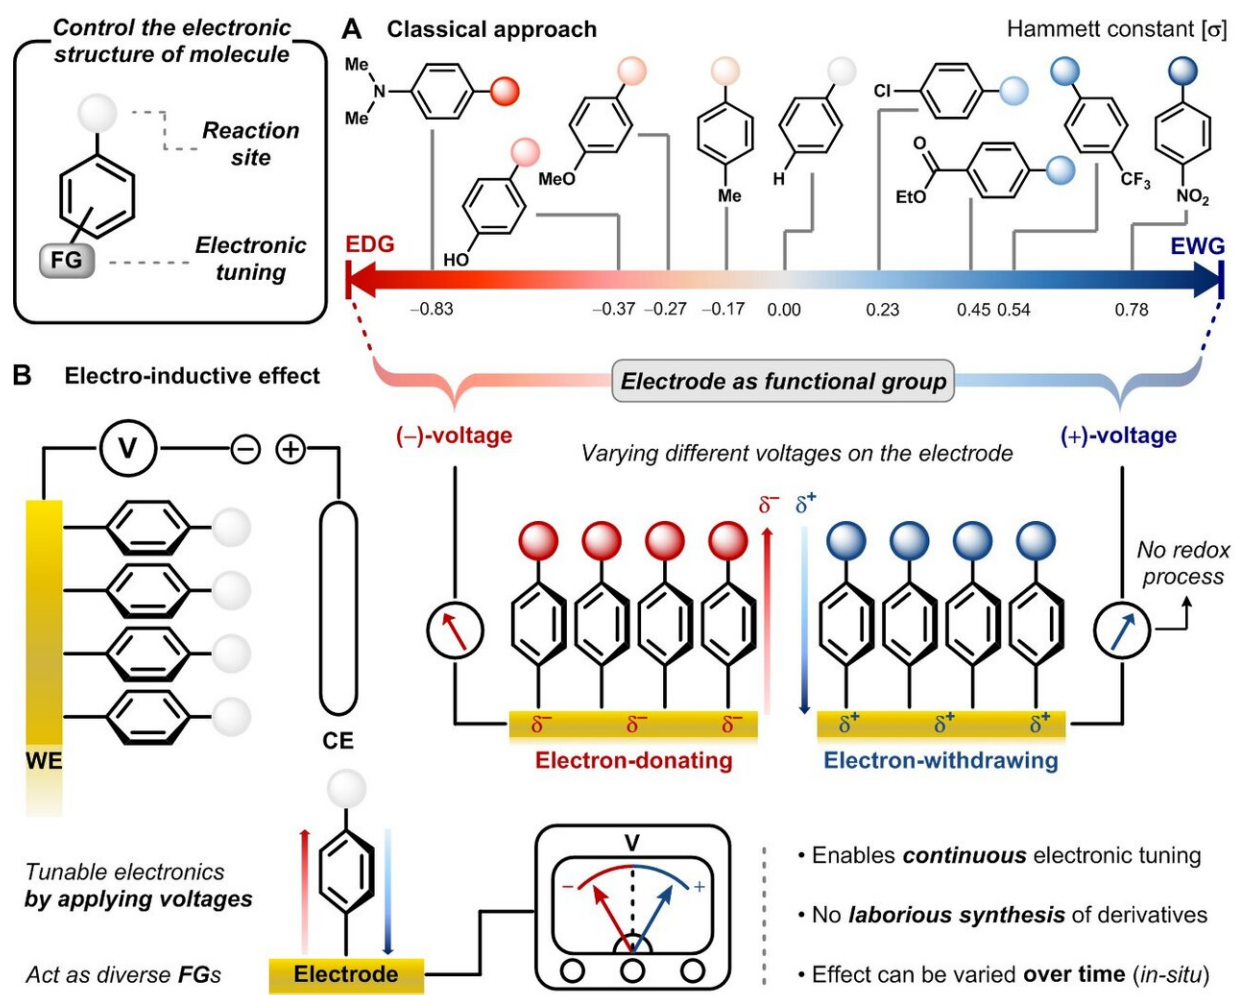 Control the electronic
structure of molecule
Reaction
site
Electronic
tuning
FG
A Classical approach
Hammett constant [σ]
Me
N
Me
HO
MeO
Me
H
Cl
O
EtO
CF3
NO2
EDG
EWG
−0.83
−0.37
−0.27
−0.17
0.00
0.23
0.45
0.54
0.78
Electrode as functional group
B Electro-inductive effect
V
−
+
WE
CE
(−)-voltage
(+)-voltage
Varying different voltages on the electrode
δ−
δ+
No redox
process
δ− δ− δ−
δ+ δ+ δ+
Electron-donating
Electron-withdrawing
Tunable electronics
by applying voltages
Act as diverse FGs
Electrode
V
− +
• Enables continuous electronic tuning
• No laborious synthesis of derivatives
• Effect can be varied over time (in-situ)